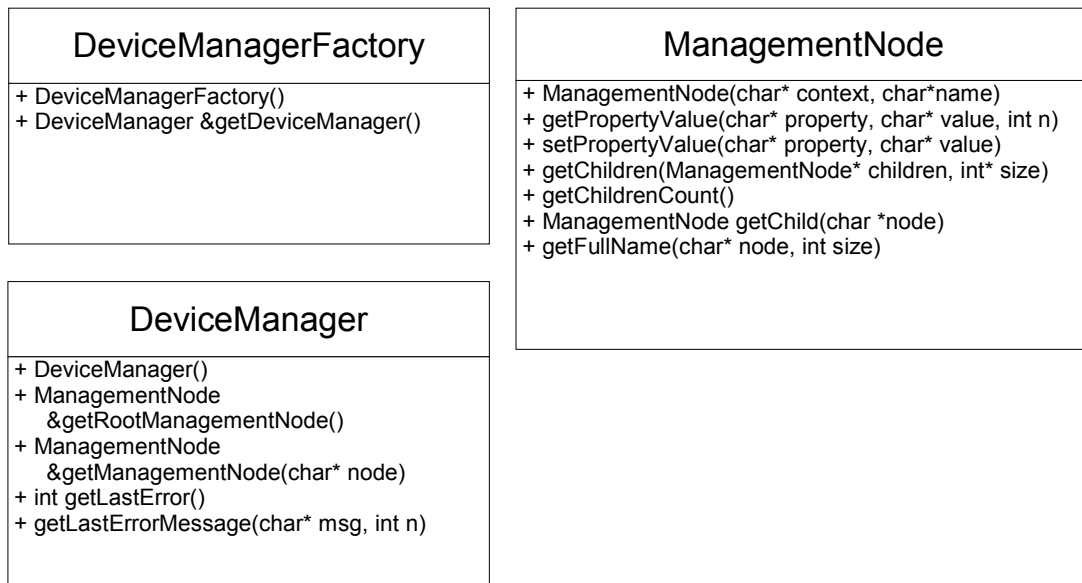 DeviceManagerFactory
+ DeviceManagerFactory()
+ DeviceManager &getDeviceManager()
ManagementNode
+ ManagementNode(char* context, char*name)
+ getPropertyValue(char* property, char* value, int n)
+ setPropertyValue(char* property, char* value)
+ getChildren(ManagementNode* children, int* size)
+ getChildrenCount()
+ ManagementNode getChild(char *node)
+ getFullName(char* node, int size)
DeviceManager
+ DeviceManager()
+ ManagementNode
&getRootManagementNode()
+ ManagementNode
&getManagementNode(char* node)
+ int getLastError()
+ getLastErrorMessage(char* msg, int n)